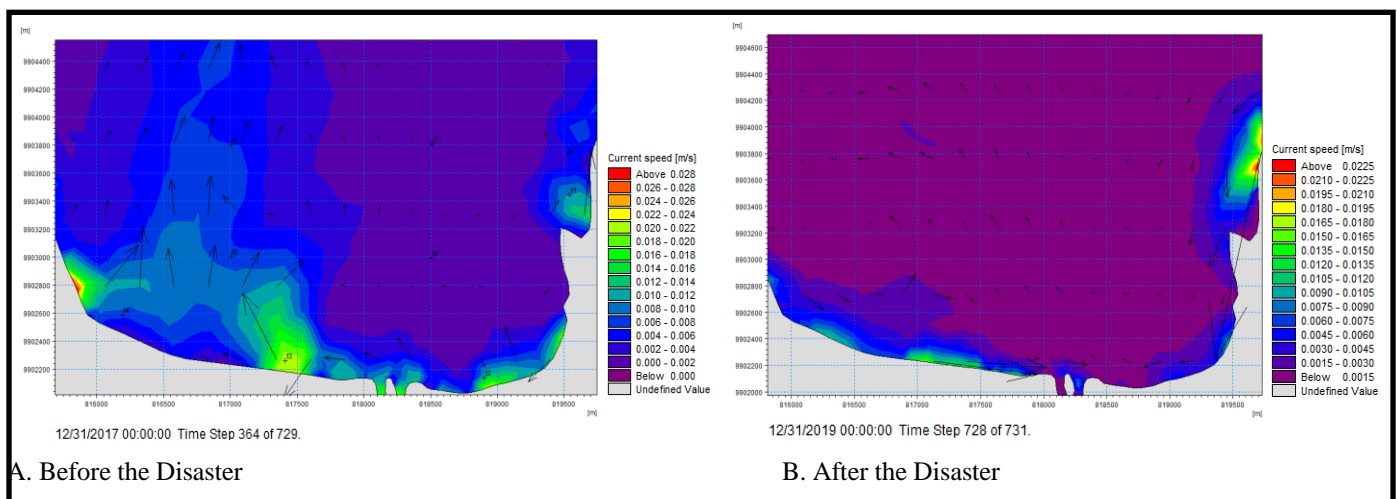 [m]
9904400
9904200
9904000
9903800
9903600
9903400
9903200
9903000
9902800
9902600
9902400
9902200
816000 816500 817000 817500 818000 818500 819000 819500
[m]
Current speed [m/s]
Above 0.028
0.026 - 0.028
0.024 - 0.026
0.022 - 0.024
0.020 - 0.022
0.018 - 0.020
0.016 - 0.018
0.014 - 0.016
0.012 - 0.014
0.010 - 0.012
0.008 - 0.010
0.006 - 0.008
0.004 - 0.006
0.002 - 0.004
0.000 - 0.002
Below 0.000
Undefined Value
12/31/2017 00:00:00 Time Step 364 of 729.
A. Before the Disaster
[m]
9904600
9904400
9904200
9904000
9903800
9903600
9903400
9903200
9903000
9902800
9902600
9902400
9902200
9902000
816000 816500 817000 817500 818000 818500 819000 819500
[m]
Current speed [m/s]
Above 0.0225
0.0210 - 0.0225
0.0195 - 0.0210
0.0180 - 0.0195
0.0165 - 0.0180
0.0150 - 0.0165
0.0135 - 0.0150
0.0120 - 0.0135
0.0105 - 0.0120
0.0090 - 0.0105
0.0075 - 0.0090
0.0060 - 0.0075
0.0045 - 0.0060
0.0030 - 0.0045
0.0015 - 0.0030
Below 0.0015
Undefined Value
12/31/2019 00:00:00 Time Step 728 of 731.
B. After the Disaster